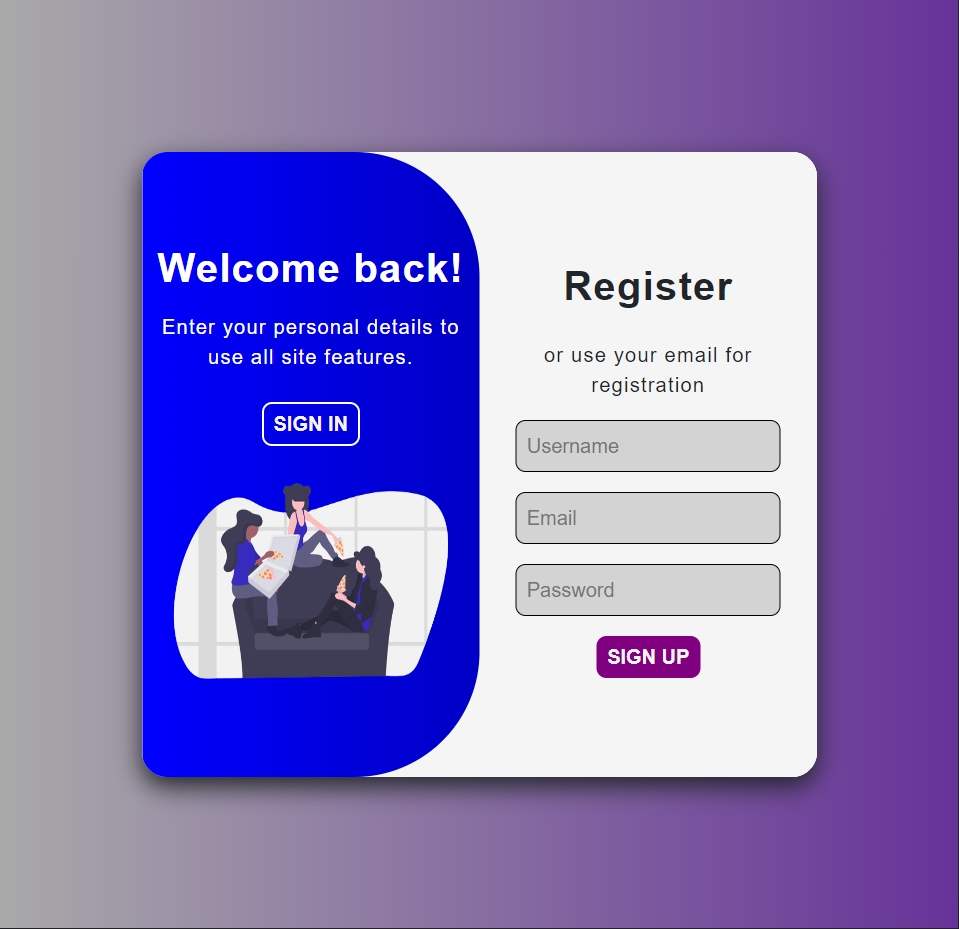 Welcome back!
Enter your personal details to
use all site features.
SIGN IN
Register
or use your email for
registration
Username
Email
Password
SIGN UP